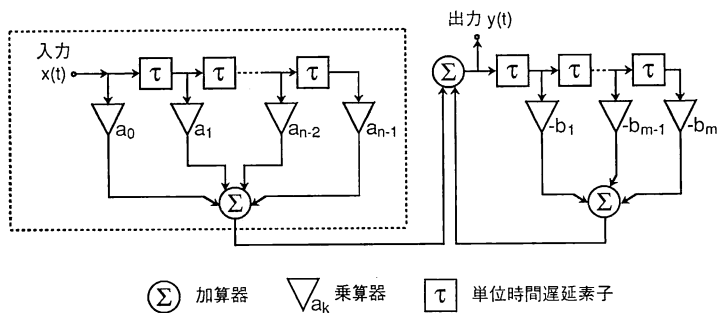 入力
x(t)
τ
τ
τ
a0
a1
an-2
an-1
Σ
出力 y(t)
Σ
τ
τ
τ
-b1
-bm-1
-bm
Σ
Σ 加算器
ak 乗算器
τ 単位時間遅延素子